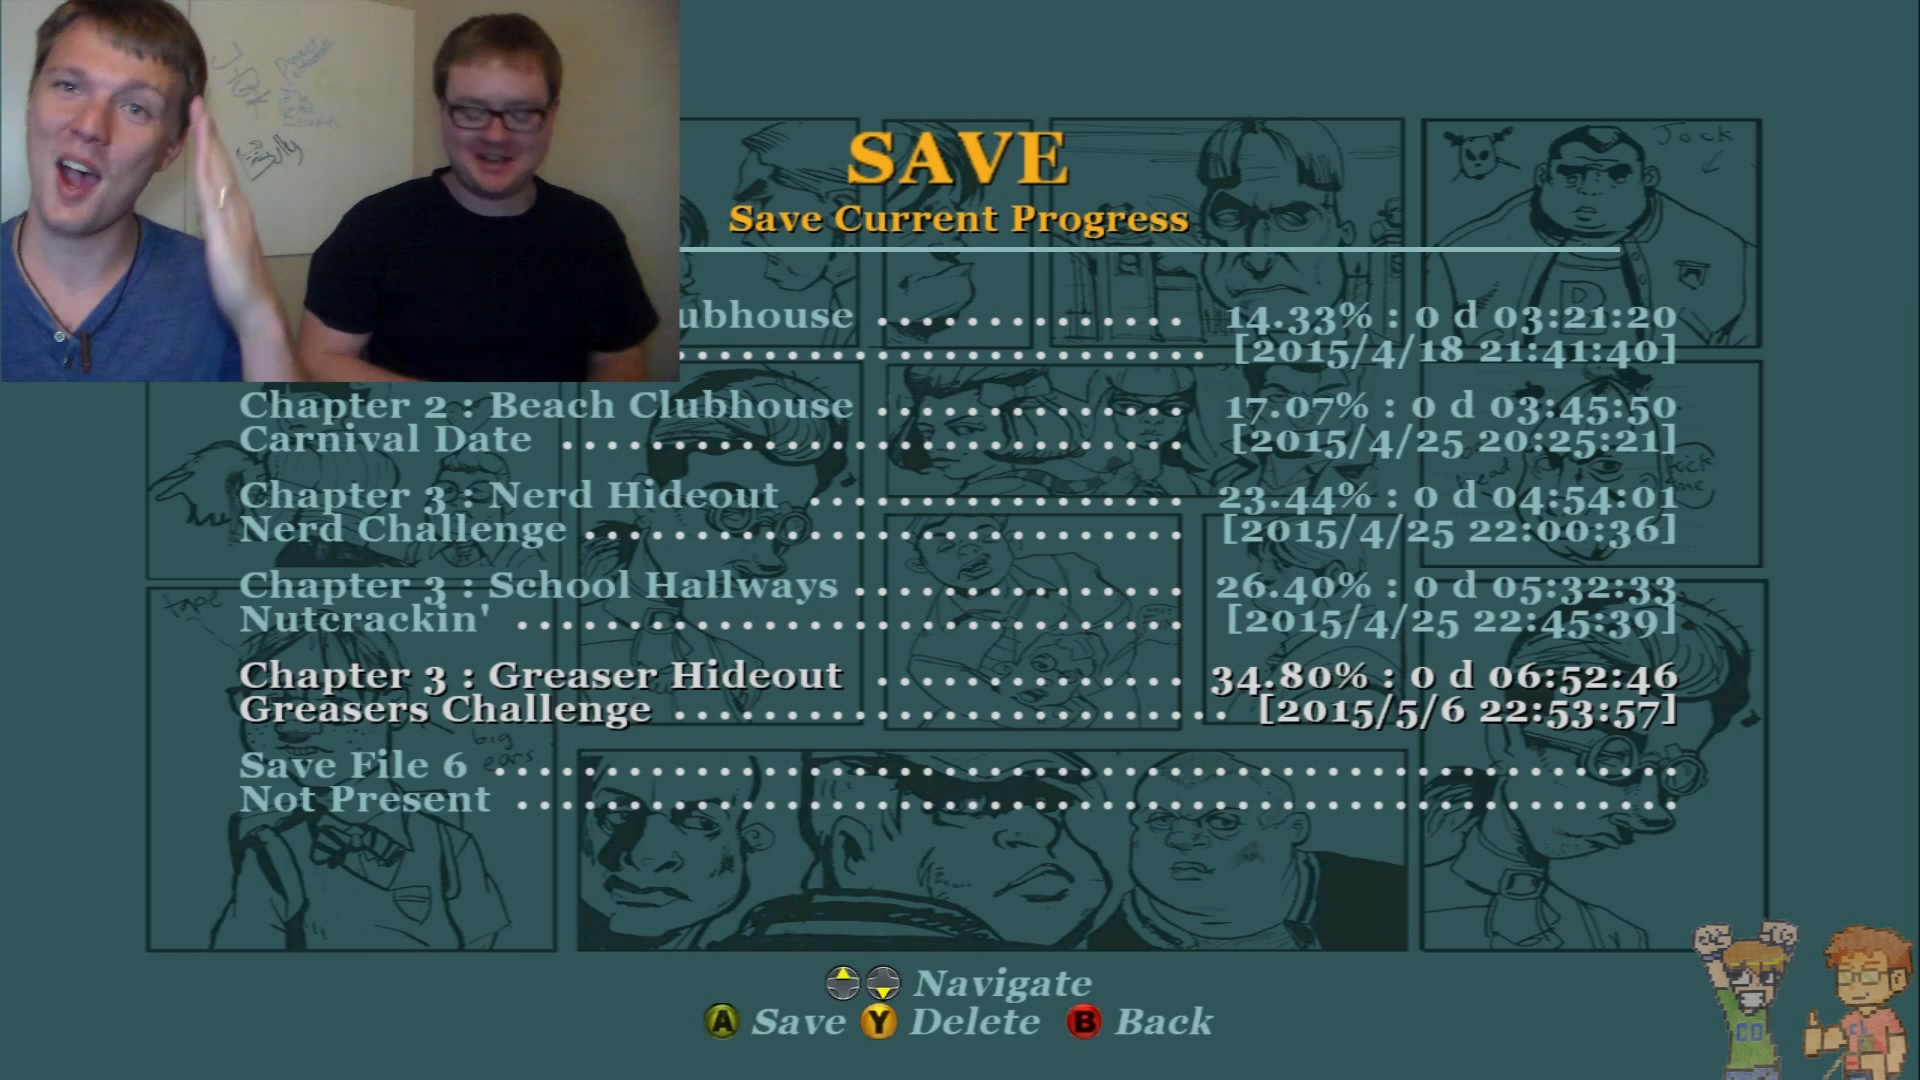 SAVE
Save Current Progress
Jock
ubhouse 14.33% : 0 d 03:21:20
[2015/4/18 21:41:40]
Chapter 2 : Beach Clubhouse 17.07% : 0 d 03:45:50
Carnival Date [2015/4/25 20:25:21]
Chapter 3 : Nerd Hideout 23.44% : 0 d 04:54:01
Nerd Challenge [2015/4/25 22:00:36]
Chapter 3 : School Hallways 26.40% : 0 d 05:32:33
Nutcrackin' [2015/4/25 22:45:39]
tape
Chapter 3 : Greaser Hideout 34.80% : 0 d 06:52:46
Greasers Challenge [2015/5/6 22:53:57]
big
ears
Save File 6
Not Present
Navigate
A Save Y Delete B Back
CO